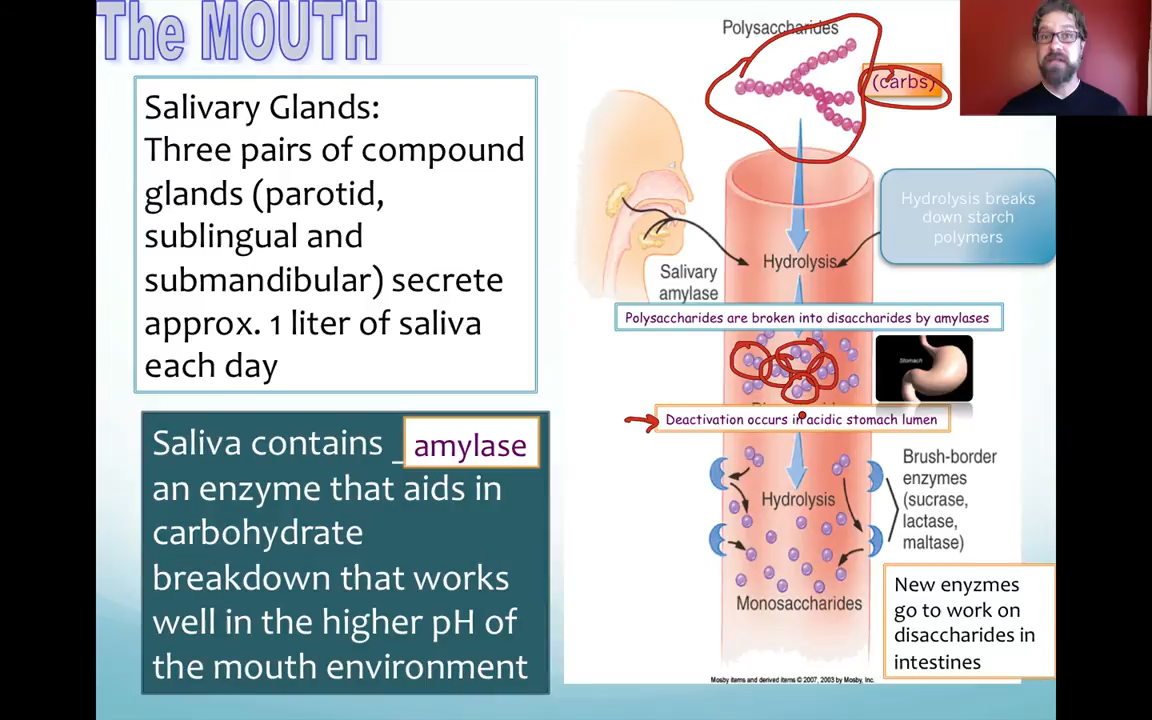 The MOUTH
Salivary Glands:
Three pairs of compound
glands (parotid,
sublingual and
submandibular) secrete
approx. 1 liter of saliva
each day
Saliva contains _ amylase
an enzyme that aids in
carbohydrate
breakdown that works
well in the higher pH of
the mouth environment
Polysaccharides
(carbs)
Hydrolysis breaks
down starch
polymers
Hydrolysis
Salivary
amylase
Polysaccharides are broken into disaccharides by amylases
Stomach
Deactivation occurs in acidic stomach lumen
Brush-border
enzymes
(sucrase,
lactase,
maltase)
Hydrolysis
Monosaccharides
New enyzmes
go to work on
disaccharides in
intestines
Mosby items and derived items © 2007, 2003 by Mosby, Inc.